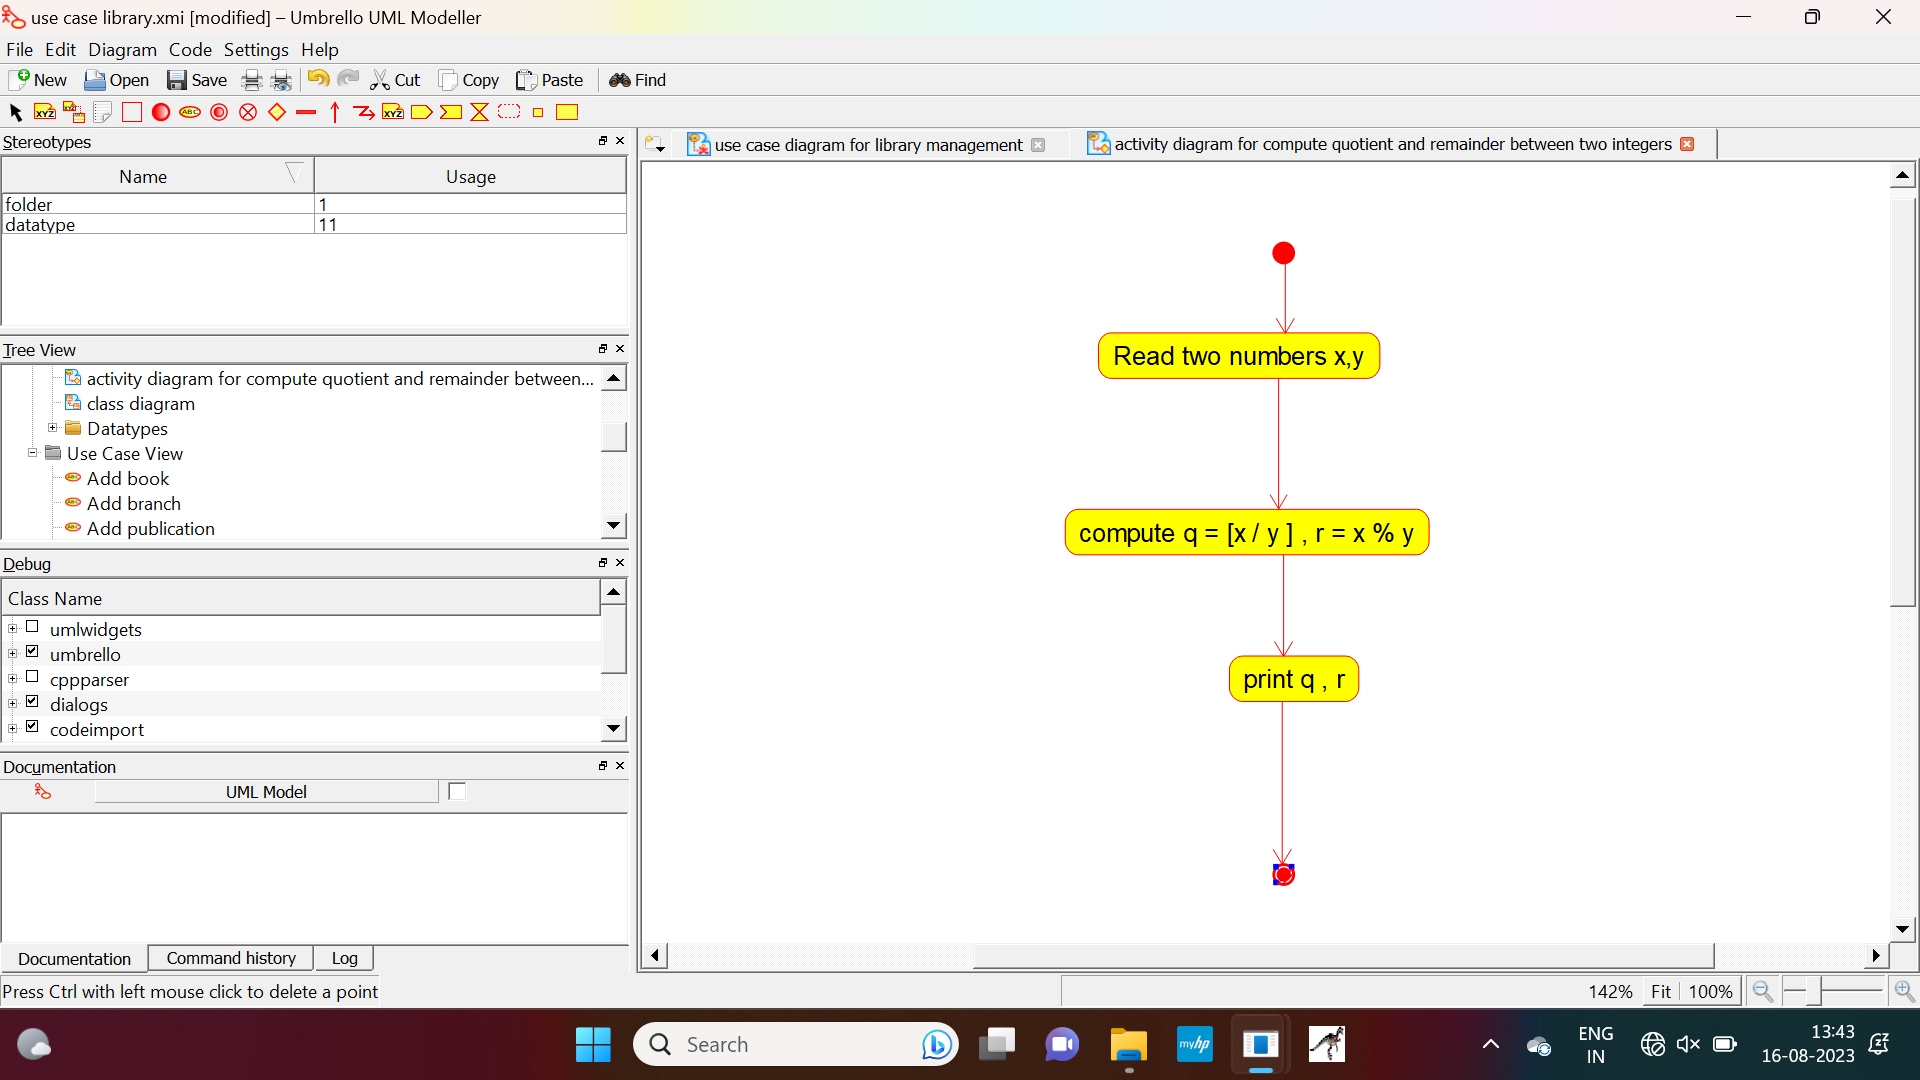 use case library.xmi [modified] – Umbrello UML Modeller
File Edit Diagram Code Settings Help
New Open Save Cut Copy Paste Find
Stereotypes
Name Usage
folder 1
datatype 11
Tree View
activity diagram for compute quotient and remainder between...
class diagram
Datatypes
Use Case View
Add book
Add branch
Add publication
Debug
Class Name
umlwidgets
umbrello
cppparser
dialogs
codeimport
Documentation
UML Model
Documentation Command history Log
Press Ctrl with left mouse click to delete a point
use case diagram for library management
activity diagram for compute quotient and remainder between two integers
Read two numbers x,y
compute q = [x / y ] , r = x % y
print q , r
142% Fit 100%
Search
myhp
ENG
IN
13:43
16-08-2023